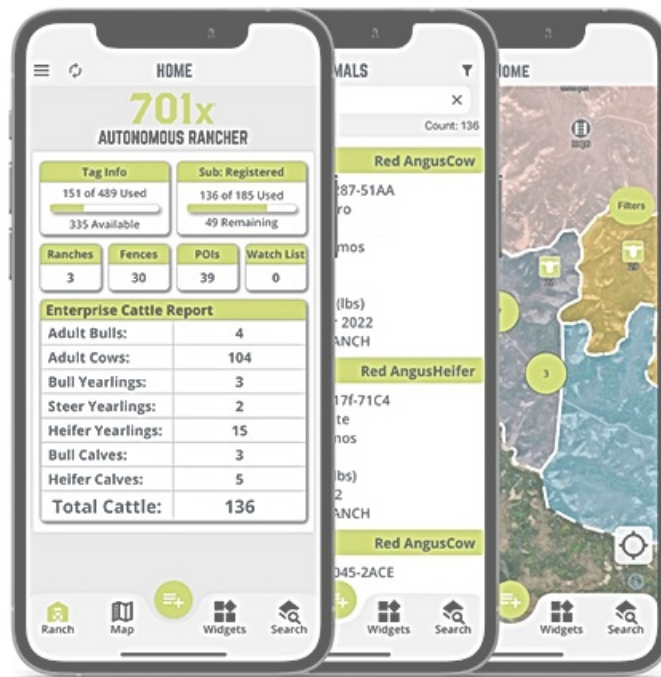 HOME
701x
AUTONOMOUS RANCHER
Tag Info
151 of 489 Used
335 Available
Sub: Registered
136 of 185 Used
49 Remaining
Ranches
3
Fences
30
POIs
39
Watch List
0
Enterprise Cattle Report
Adult Bulls: 4
Adult Cows: 104
Bull Yearlings: 3
Steer Yearlings: 2
Heifer Yearlings: 15
Bull Calves: 3
Heifer Calves: 5
Total Cattle: 136
Ranch
Map
Widgets
Search
MALS
Count: 136
Red AngusCow
287-51AA
ro
mos
(lbs)
2022
ANCH
Red AngusHeifer
17f-71C4
te
mos
lbs)
2
ANCH
Red AngusCow
045-2ACE
Widgets
Search
HOME
Filters
3
Widgets
Search